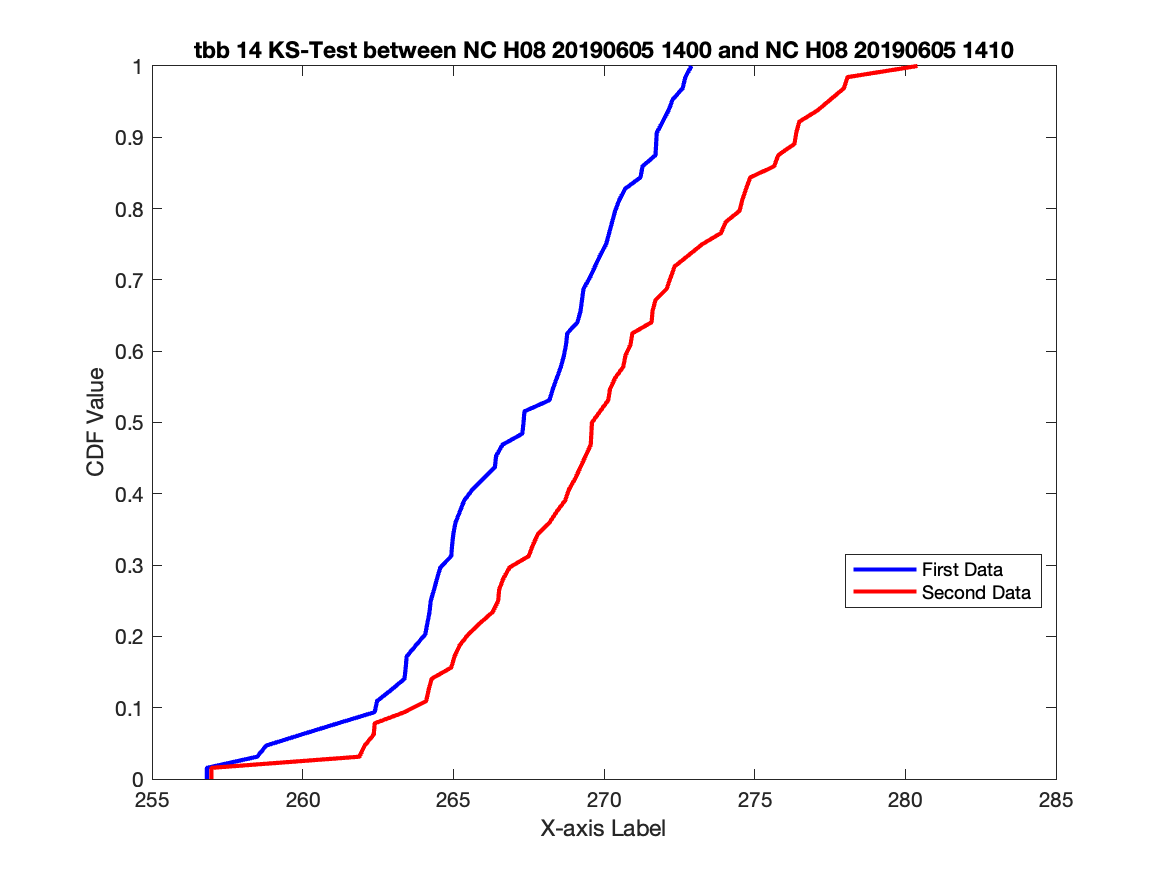 tbb 14 KS-Test between NC H08 20190605 1400 and NC H08 20190605 1410
1
0.9
0.8
0.7
0.6
0.5
0.4
0.3
0.2
0.1
0
CDF Value
First Data
Second Data
255 260 265 270 275 280 285
X-axis Label